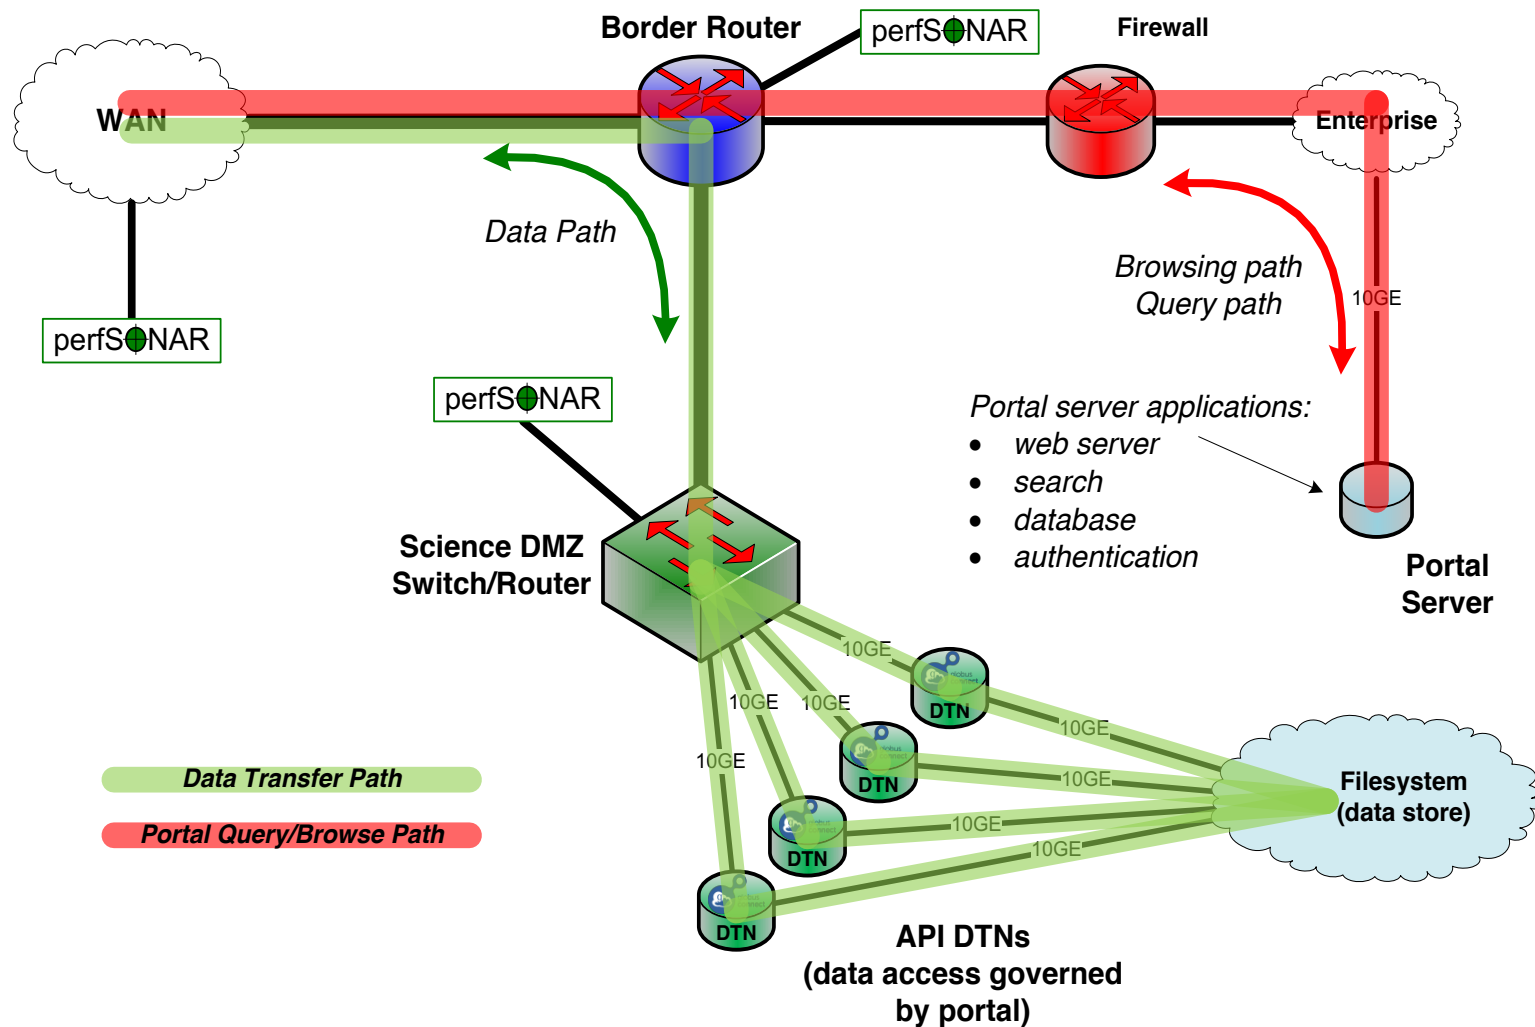 Border Router
perfSONAR
Firewall
WAN
Enterprise
Data Path
Browsing path
Query path
10GE
perfSONAR
perfSONAR
Portal server applications:
• web server
• search
• database
• authentication
Science DMZ
Switch/Router
Portal
Server
10GE
10GE
10GE
10GE
DTN
10GE
DTN
10GE
DTN
10GE
DTN
10GE
Filesystem
(data store)
Data Transfer Path
Portal Query/Browse Path
API DTNs
(data access governed
by portal)